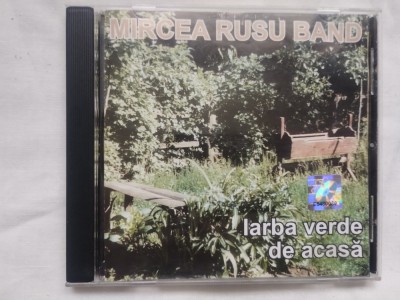 MIRCEA RUSU BAND
Iarba verde
de acasă